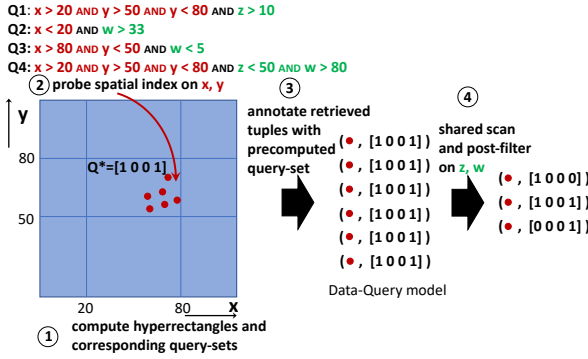 Q1: x > 20 AND y > 50 AND y < 80 AND z > 10
Q2: x < 20 AND w > 33
Q3: x > 80 AND y < 50 AND w < 5
Q4: x > 20 AND y > 50 AND y < 80 AND z < 50 AND w > 80
2 probe spatial index on x, y
y
80
50
Q*=[1 0 0 1]
20
80
x
1 compute hyperrectangles and
corresponding query-sets
3
annotate retrieved
tuples with
precomputed
query-set
( , [1 0 0 1] )
( , [1 0 0 1] )
( , [1 0 0 1] )
( , [1 0 0 1] )
( , [1 0 0 1] )
( , [1 0 0 1] )
Data-Query model
4
shared scan
and post-filter
on z, w
( , [1 0 0 0] )
( , [1 0 0 1] )
( , [0 0 0 1] )